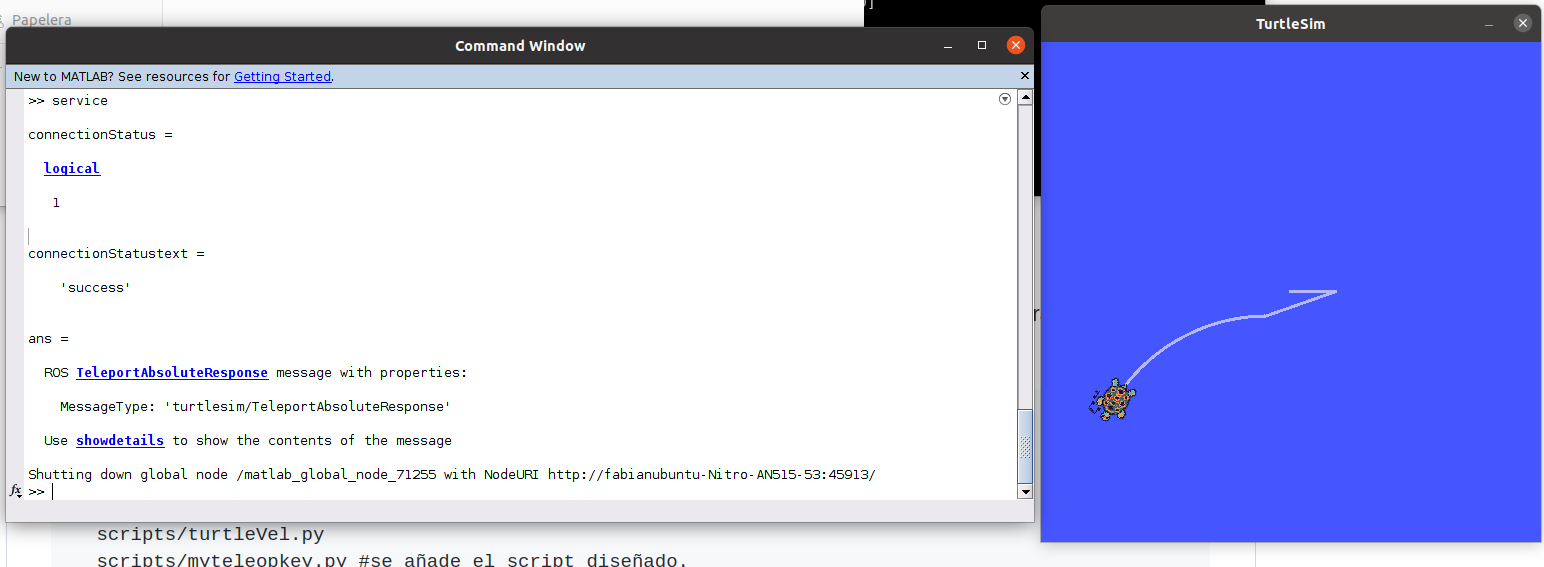 Papelera
Command Window
New to MATLAB? See resources for Getting Started.
>> service
connectionStatus =
logical
1
connectionStatustext =
'success'
ans =
ROS TeleportAbsoluteResponse message with properties:
MessageType: 'turtlesim/TeleportAbsoluteResponse'
Use showdetails to show the contents of the message
Shutting down global node /matlab_global_node_71255 with NodeURI http://fabianubuntu-Nitro-AN515-53:45913/
fx >>
TurtleSim
scripts/turtleVel.py
scripts/myteleopkey.py #se añade el script diseñado.